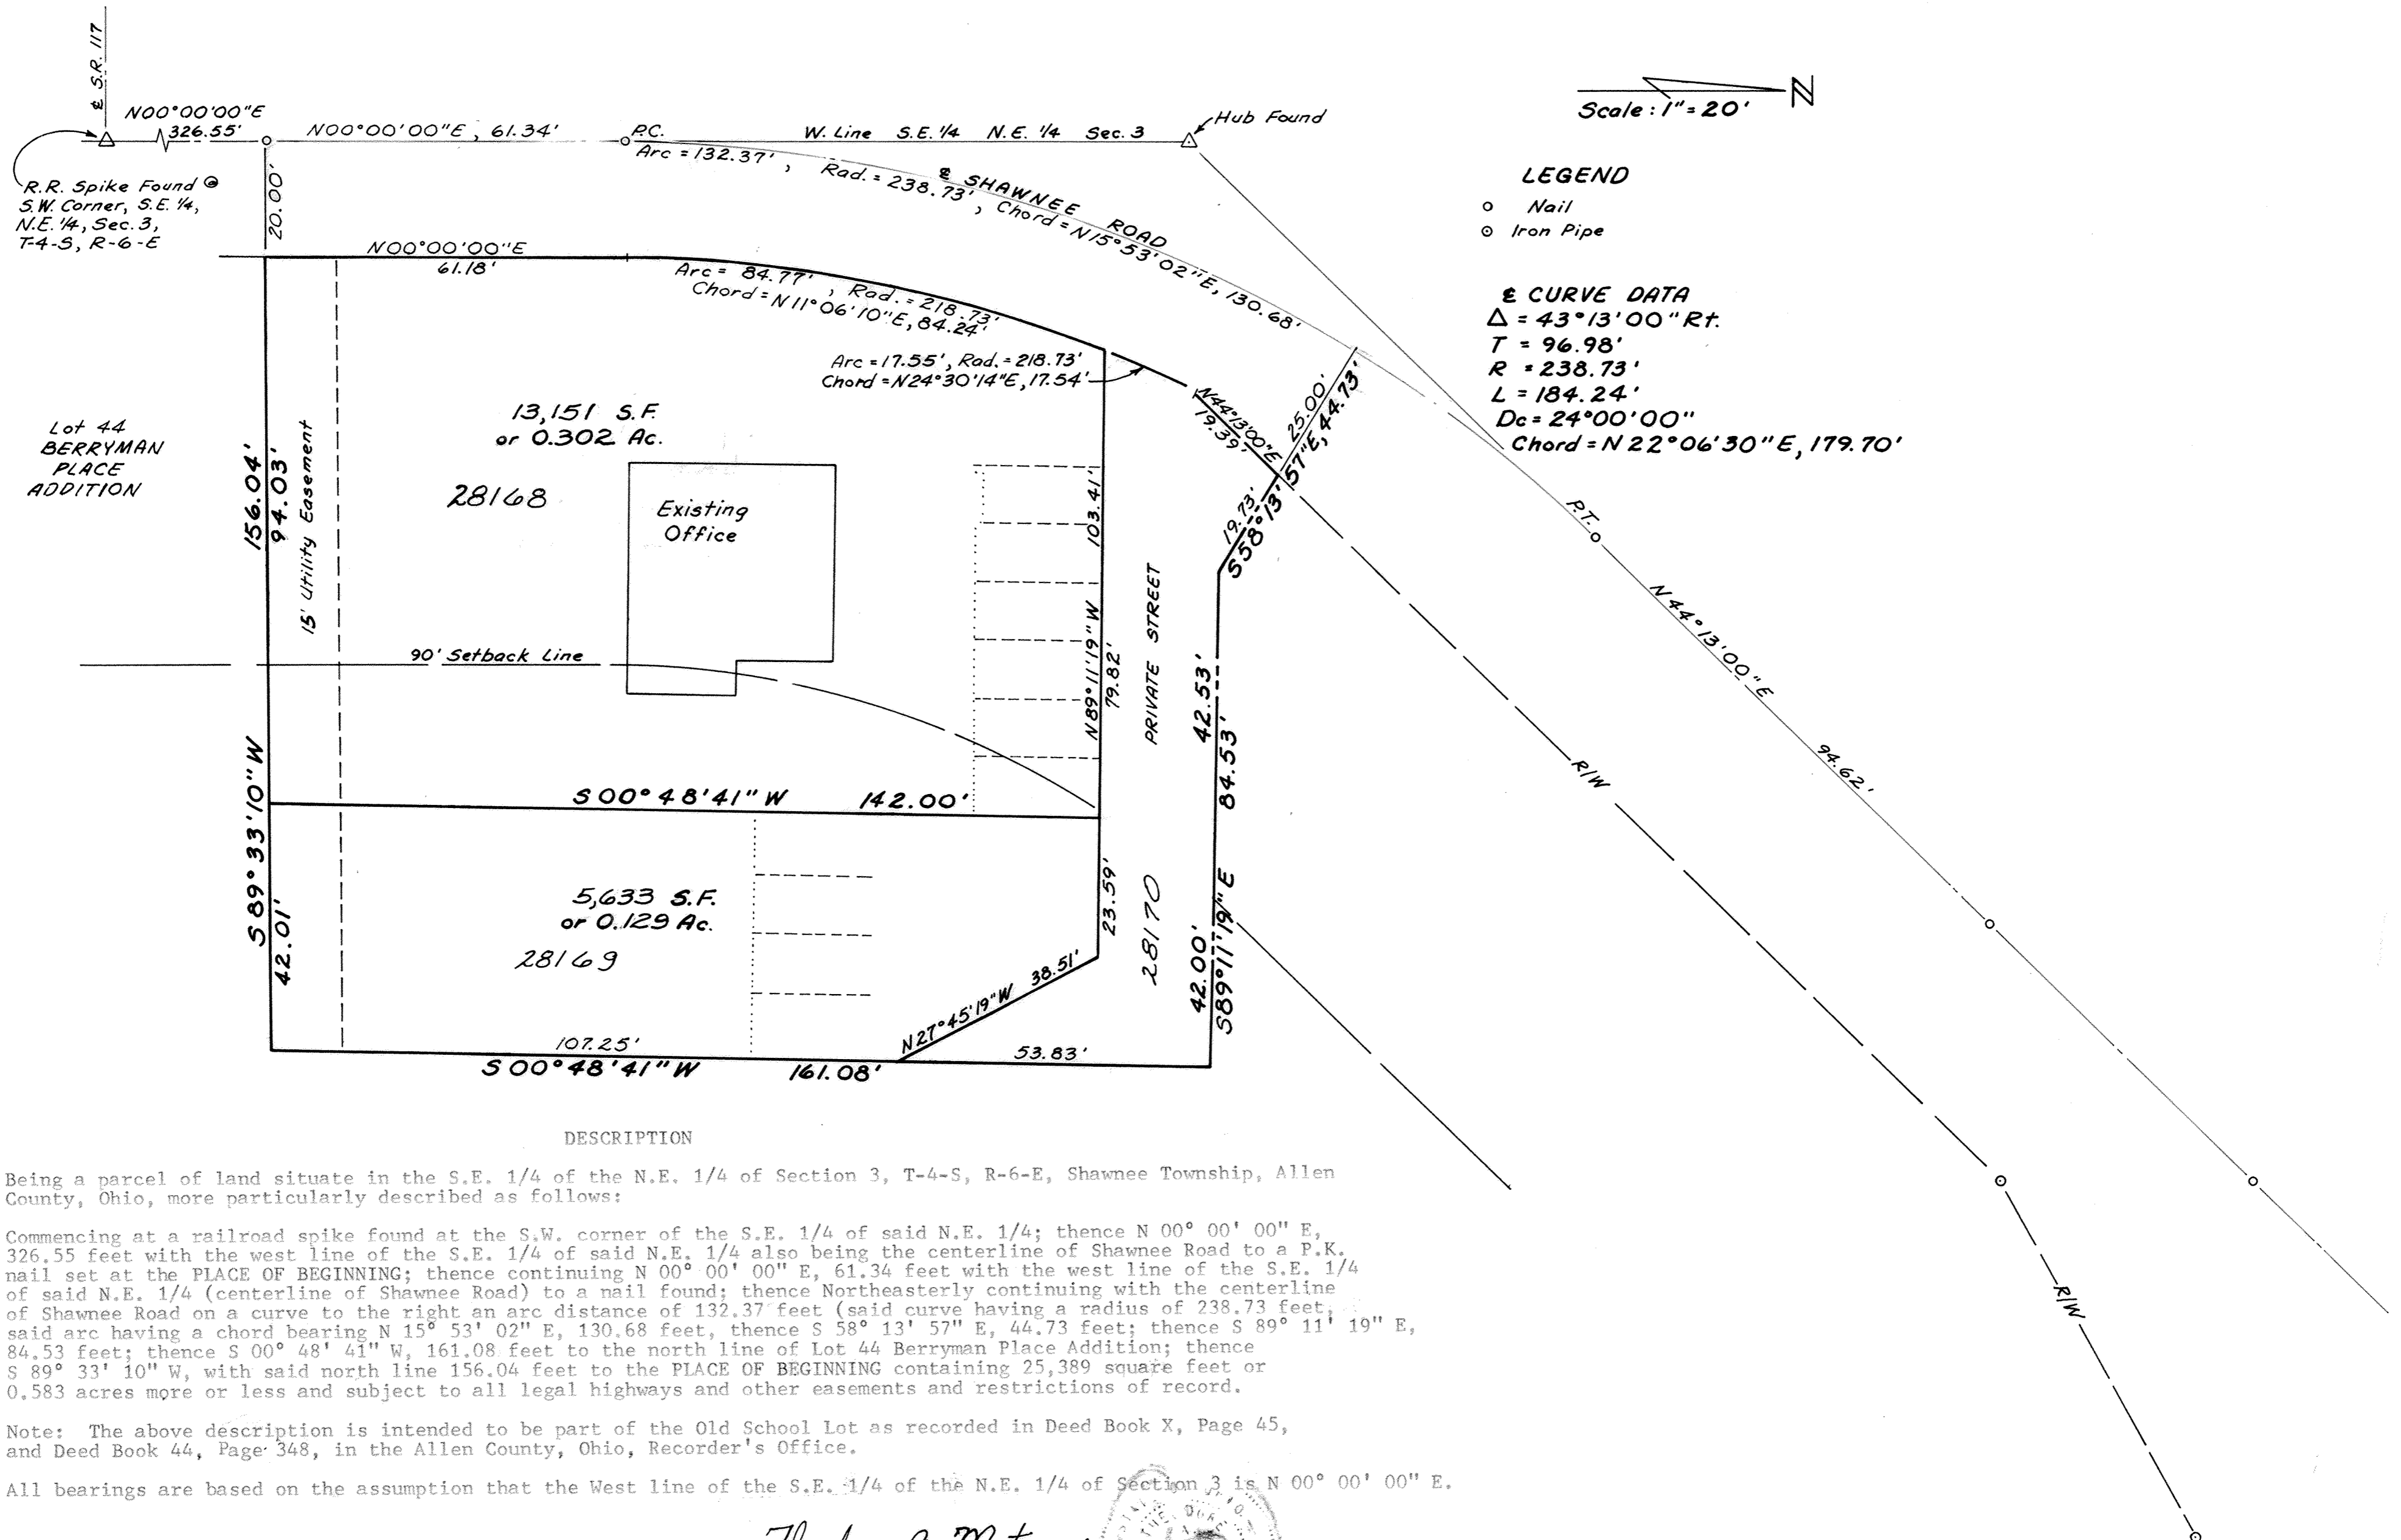 ℄ S.R. 117
N00°00'00"E
326.55'
N00°00'00"E, 61.34'
P.C.
W. Line S.E. 1/4 N.E. 1/4 Sec. 3
Hub Found
N
Scale: 1"=20'
R.R. Spike Found @
S.W. Corner, S.E. 1/4,
N.E. 1/4, Sec. 3,
T-4-S, R-6-E
20.00'
Arc = 132.37', Rad. = 238.73', Chord = N15°53'02"E, 130.68'
℄ SHAWNEE ROAD
LEGEND
Nail
Iron Pipe
N00°00'00"E
61.18'
Arc = 84.77', Rad. = 218.73'
Chord = N11°06'10"E, 84.24'
Arc = 17.55', Rad. = 218.73'
Chord = N24°30'14"E, 17.54'
℄ CURVE DATA
Δ = 43°13'00" Rt.
T = 96.98'
R = 238.73'
L = 184.24'
Dc = 24°00'00"
Chord = N22°06'30"E, 179.70'
N44°13'00"E
19.39'
25.00'
19.73'
S58°13'57"E, 44.73'
Lot 44
BERRYMAN
PLACE
ADDITION
156.04'
94.03'
15' Utility Easement
13,151 S.F.
or 0.302 Ac.
28168
Existing
Office
103.41'
N89°11'19"W
79.82'
PRIVATE STREET
42.53'
84.53'
P.T.
N44°13'00"E
94.62'
R/W
90' Setback Line
S00°48'41"W 142.00'
S89°33'10"W
42.01'
5,633 S.F.
or 0.129 Ac.
28169
23.59'
28170
42.00'
S89°11'19"E
N27°45'19"W 38.51'
107.25'
53.83'
S00°48'41"W 161.08'
R/W
DESCRIPTION
Being a parcel of land situate in the S.E. 1/4 of the N.E. 1/4 of Section 3, T-4-S, R-6-E, Shawnee Township, Allen
County, Ohio, more particularly described as follows:
Commencing at a railroad spike found at the S.W. corner of the S.E. 1/4 of said N.E. 1/4; thence N 00° 00' 00" E,
326.55 feet with the west line of the S.E. 1/4 of said N.E. 1/4 also being the centerline of Shawnee Road to a P.K.
nail set at the PLACE OF BEGINNING; thence continuing N 00° 00' 00" E, 61.34 feet with the west line of the S.E. 1/4
of said N.E. 1/4 (centerline of Shawnee Road) to a nail found; thence Northeasterly continuing with the centerline
of Shawnee Road on a curve to the right an arc distance of 132.37 feet (said curve having a radius of 238.73 feet,
said arc having a chord bearing N 15° 53' 02" E, 130.68 feet, thence S 58° 13' 57" E, 44.73 feet; thence S 89° 11' 19" E,
84.53 feet; thence S 00° 48' 41" W, 161.08 feet to the north line of Lot 44 Berryman Place Addition; thence
S 89° 33' 10" W, with said north line 156.04 feet to the PLACE OF BEGINNING containing 25,389 square feet or
0.583 acres more or less and subject to all legal highways and other easements and restrictions of record.
Note: The above description is intended to be part of the Old School Lot as recorded in Deed Book X, Page 45,
and Deed Book 44, Page 348, in the Allen County, Ohio, Recorder's Office.
All bearings are based on the assumption that the West line of the S.E. 1/4 of the N.E. 1/4 of Section 3 is N 00° 00' 00" E.